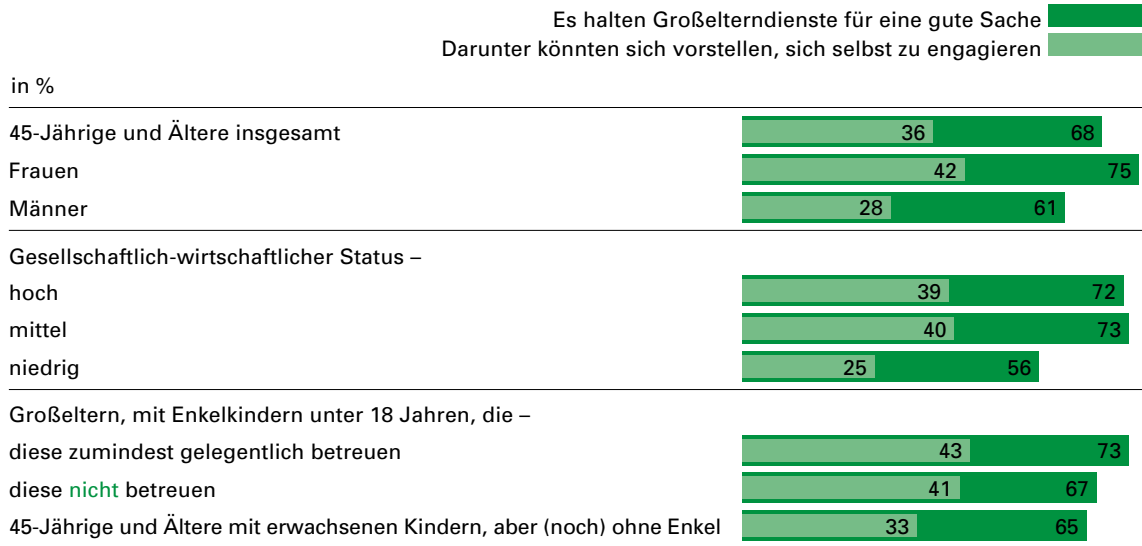 Es halten Großelterndienste für eine gute Sache
Darunter könnten sich vorstellen, sich selbst zu engagieren
in %
45-Jährige und Ältere insgesamt 36 68
Frauen 42 75
Männer 28 61
Gesellschaftlich-wirtschaftlicher Status –
hoch 39 72
mittel 40 73
niedrig 25 56
Großeltern, mit Enkelkindern unter 18 Jahren, die –
diese zumindest gelegentlich betreuen 43 73
diese nicht betreuen 41 67
45-Jährige und Ältere mit erwachsenen Kindern, aber (noch) ohne Enkel 33 65